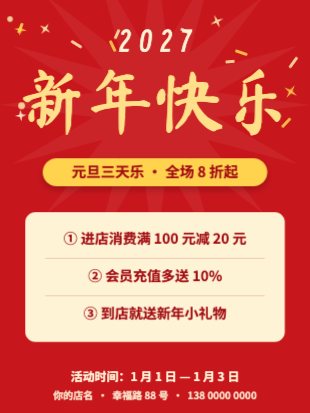 2027
新年快乐
元旦三天乐 · 全场 8 折起
① 进店消费满 100 元减 20 元
② 会员充值多送 10%
③ 到店就送新年小礼物
活动时间：1 月 1 日 — 1 月 3 日
你的店名 · 幸福路 88 号 · 138 0000 0000